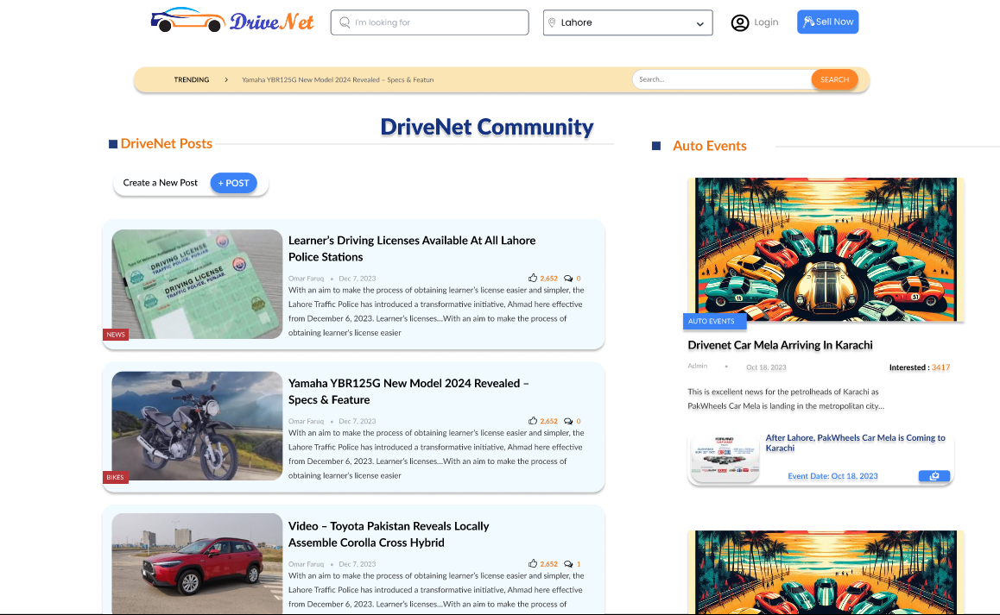 DriveNet
I'm looking for
Lahore
Login
Sell Now
TRENDING > Yamaha YBR125G New Model 2024 Revealed – Specs & Featur
Search...
SEARCH
DriveNet Community
DriveNet Posts
Auto Events
Create a New Post
+ POST
DRIVING LICENSE
TRAFFIC POLICE, PUNJAB.
DRIVING LICENSE
TRAFFIC POLICE, PUNJAB.
NEWS
Learner's Driving Licenses Available At All Lahore
Police Stations
Omar Faruq • Dec 7, 2023
2,652 0
With an aim to make the process of obtaining learner's license easier and simpler, the
Lahore Traffic Police has introduced a transformative initiative, Ahmad here effective
from December 6, 2023. Learner's licenses...With an aim to make the process of
obtaining learner's license easier
BIKES
Yamaha YBR125G New Model 2024 Revealed –
Specs & Feature
Omar Faruq • Dec 7, 2023
2,652 0
With an aim to make the process of obtaining learner's license easier and simpler, the
Lahore Traffic Police has introduced a transformative initiative, Ahmad here effective
from December 6, 2023. Learner's licenses...With an aim to make the process of
obtaining learner's license easier
Video – Toyota Pakistan Reveals Locally
Assemble Corolla Cross Hybrid
Omar Faruq • Dec 7, 2023
2,652 1
With an aim to make the process of obtaining learner's license easier and simpler, the
Lahore Traffic Police has introduced a transformative initiative, Ahmad here effective
from December 6, 2023. Learner's licenses...With an aim to make the process of
AUTO EVENTS
Drivenet Car Mela Arriving In Karachi
Admin • Oct 18, 2023
Interested : 3417
This is excellent news for the petrolheads of Karachi as
PakWheels Car Mela is landing in the metropolitan city...
After Lahore, PakWheels Car Mela is Coming to
Karachi
Event Date: Oct 18, 2023